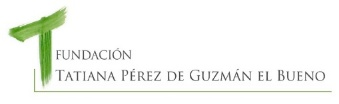 FUNDACIÓN
TATIANA PÉREZ DE GUZMÁN EL BUENO